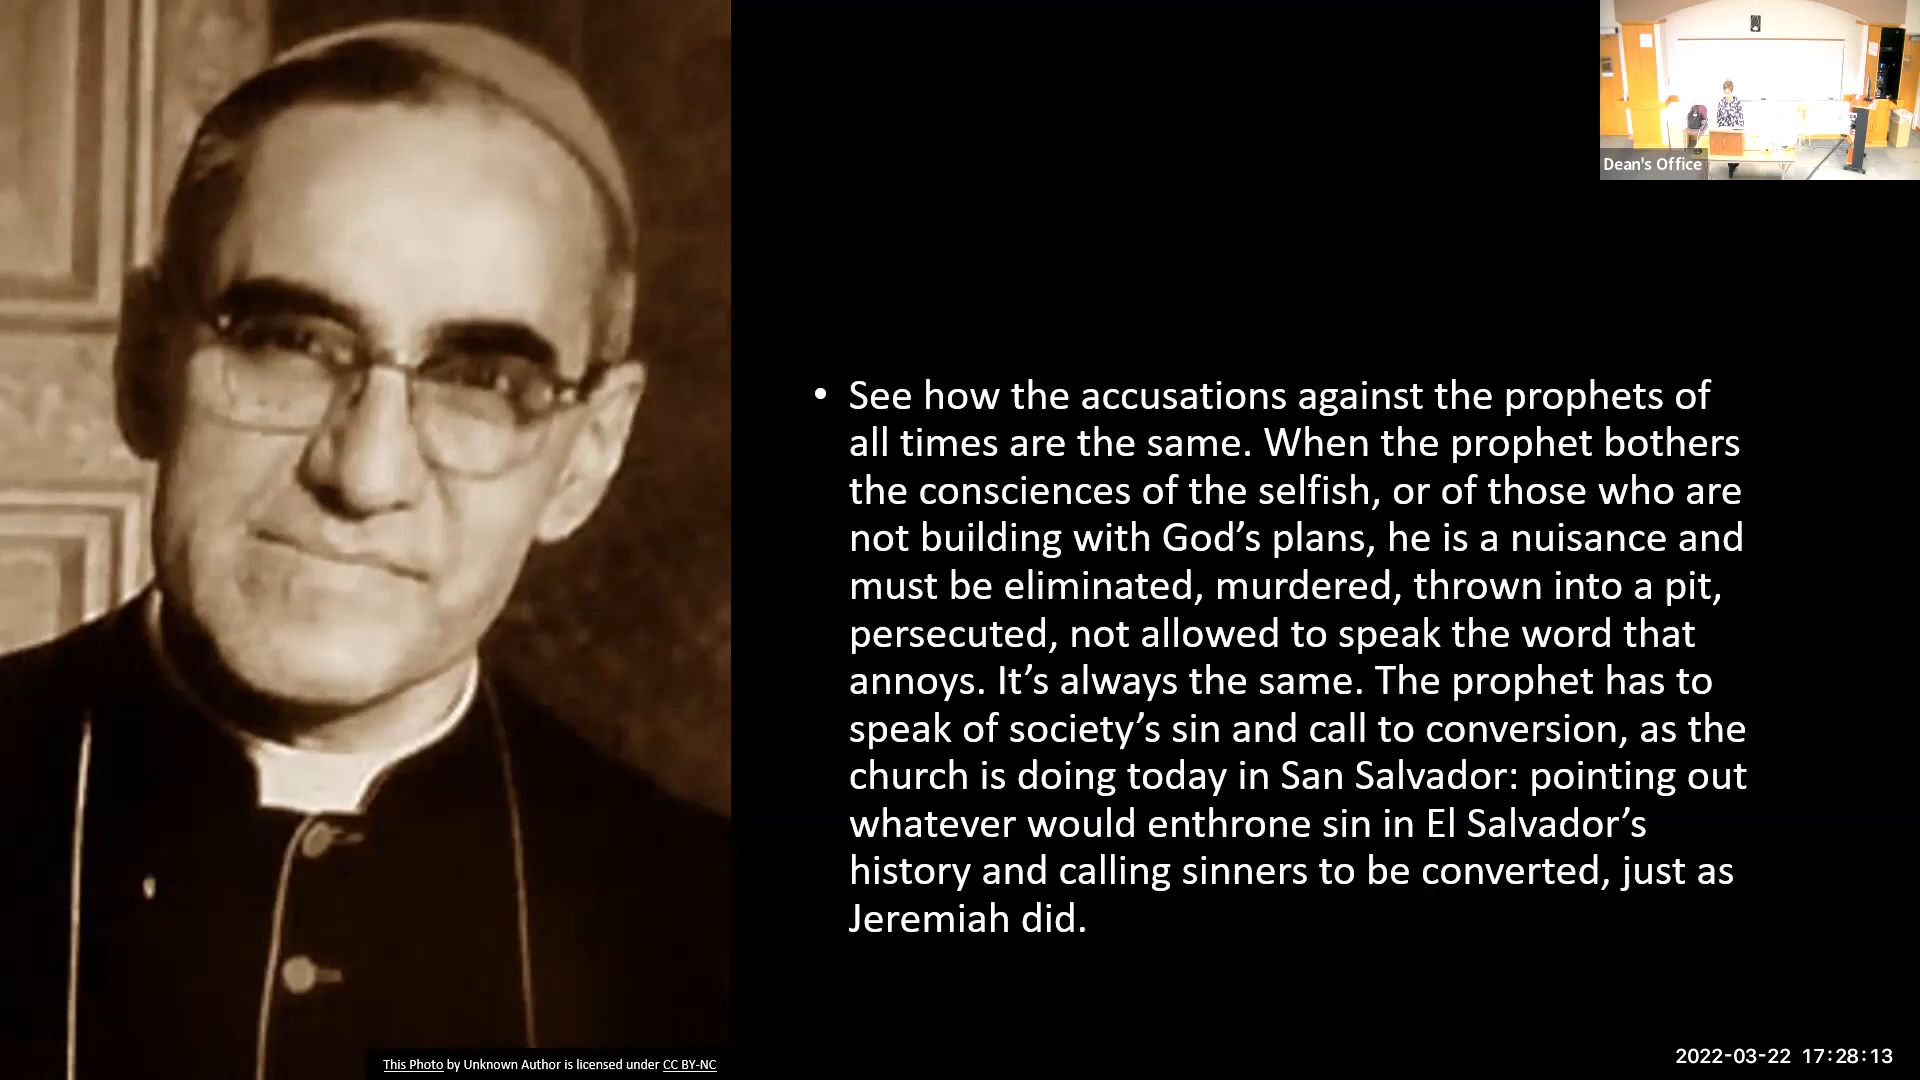 Dean's Office
• See how the accusations against the prophets of
all times are the same. When the prophet bothers
the consciences of the selfish, or of those who are
not building with God’s plans, he is a nuisance and
must be eliminated, murdered, thrown into a pit,
persecuted, not allowed to speak the word that
annoys. It’s always the same. The prophet has to
speak of society’s sin and call to conversion, as the
church is doing today in San Salvador: pointing out
whatever would enthrone sin in El Salvador’s
history and calling sinners to be converted, just as
Jeremiah did.
This Photo by Unknown Author is licensed under CC BY-NC
2022-03-22 17:28:13